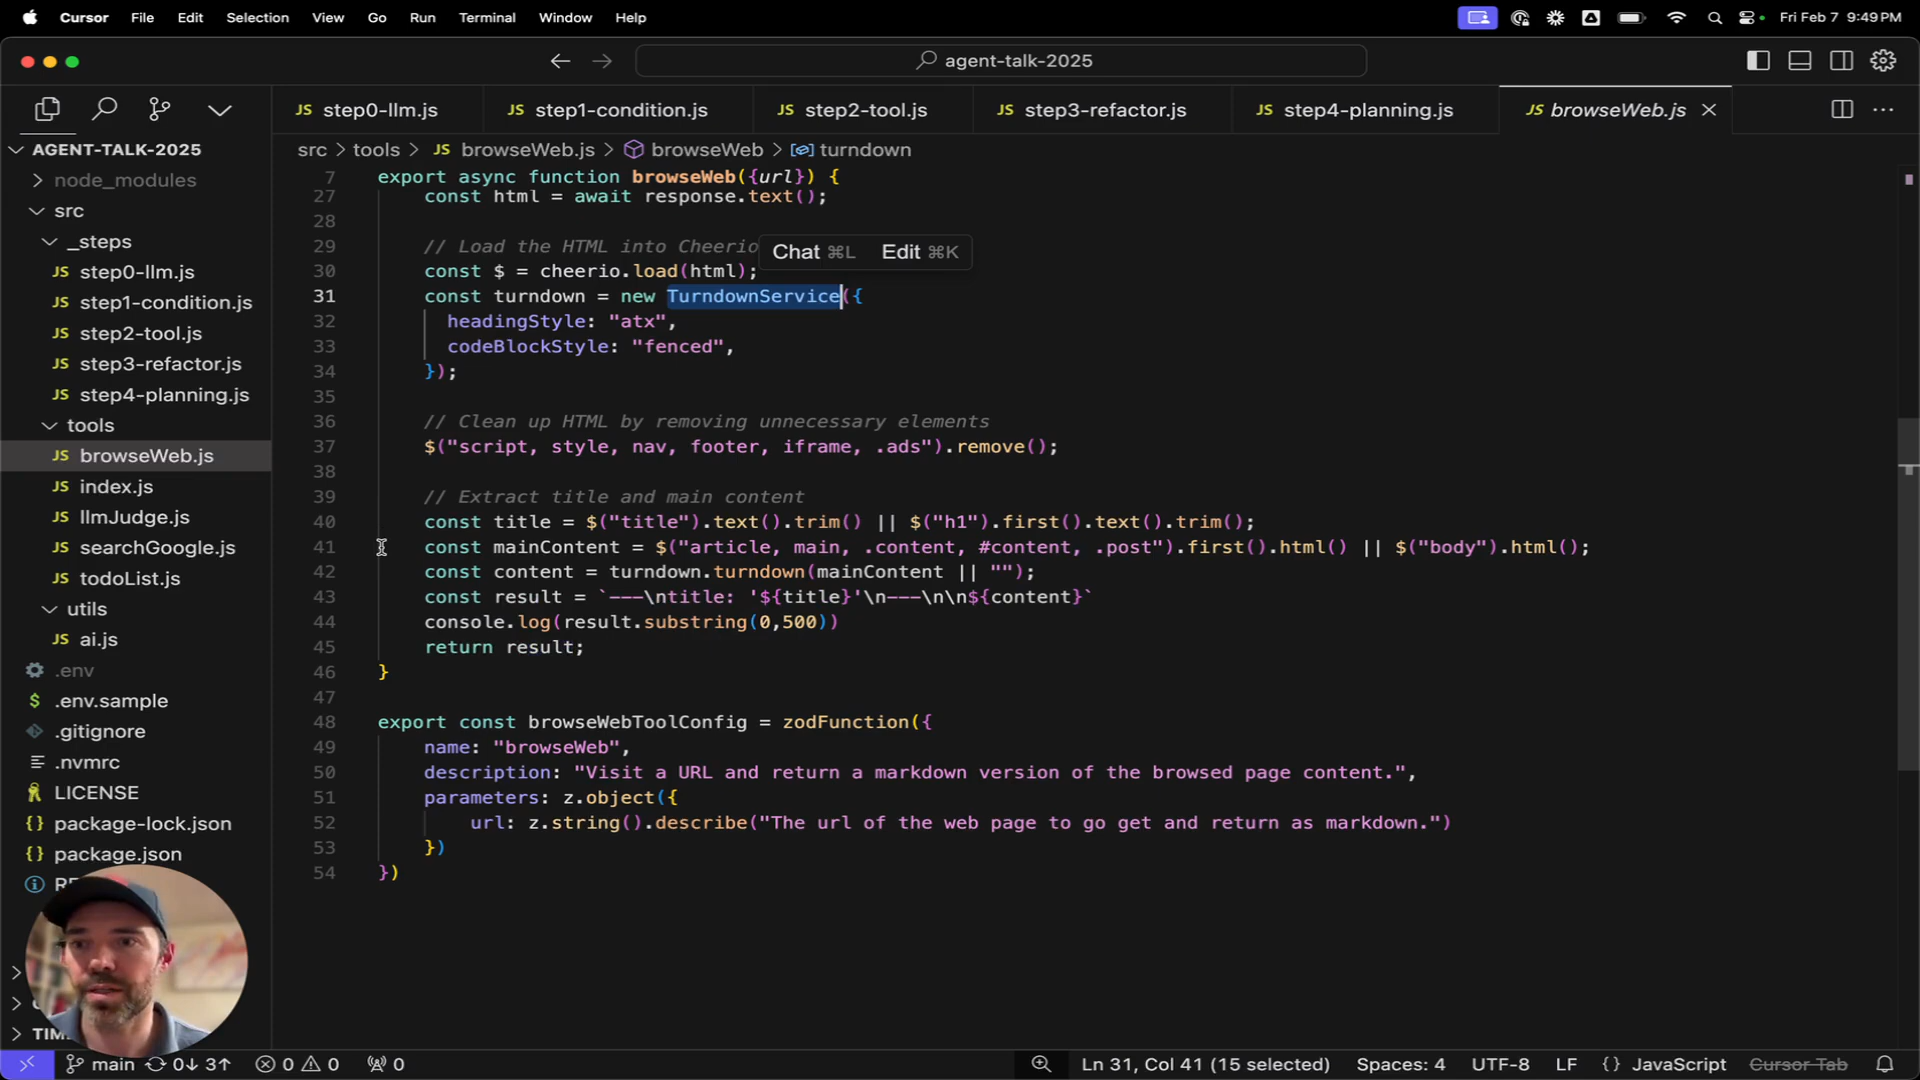 Cursor File Edit Selection View Go Run Terminal Window Help Fri Feb 7 9:49 PM
agent-talk-2025
JS step0-llm.js JS step1-condition.js JS step2-tool.js JS step3-refactor.js JS step4-planning.js JS browseWeb.js
AGENT-TALK-2025
node_modules
src
_steps
JS step0-llm.js
JS step1-condition.js
JS step2-tool.js
JS step3-refactor.js
JS step4-planning.js
tools
JS browseWeb.js
JS index.js
JS llmJudge.js
JS searchGoogle.js
JS todoList.js
utils
JS ai.js
.env
$ .env.sample
.gitignore
.nvmrc
LICENSE
{} package-lock.json
{} package.json
src > tools > JS browseWeb.js > browseWeb > turndown
7 export async function browseWeb({url}) {
27 const html = await response.text();
28
29 // Load the HTML into Cheerio
Chat ⌘L Edit ⌘K
30 const $ = cheerio.load(html);
31 const turndown = new TurndownService({
32 headingStyle: "atx",
33 codeBlockStyle: "fenced",
34 });
35
36 // Clean up HTML by removing unnecessary elements
37 $("script, style, nav, footer, iframe, .ads").remove();
38
39 // Extract title and main content
40 const title = $("title").text().trim() || $("h1").first().text().trim();
41 const mainContent = $("article, main, .content, #content, .post").first().html() || $("body").html();
42 const content = turndown.turndown(mainContent || "");
43 const result = `---\ntitle: '${title}'\n---\n\n${content}`
44 console.log(result.substring(0,500))
45 return result;
46 }
47
48 export const browseWebToolConfig = zodFunction({
49 name: "browseWeb",
50 description: "Visit a URL and return a markdown version of the browsed page content.",
51 parameters: z.object({
52 url: z.string().describe("The url of the web page to go get and return as markdown.")
53 })
54 })
main 0↓ 3↑ 0 0 0 Ln 31, Col 41 (15 selected) Spaces: 4 UTF-8 LF {} JavaScript Cursor Tab